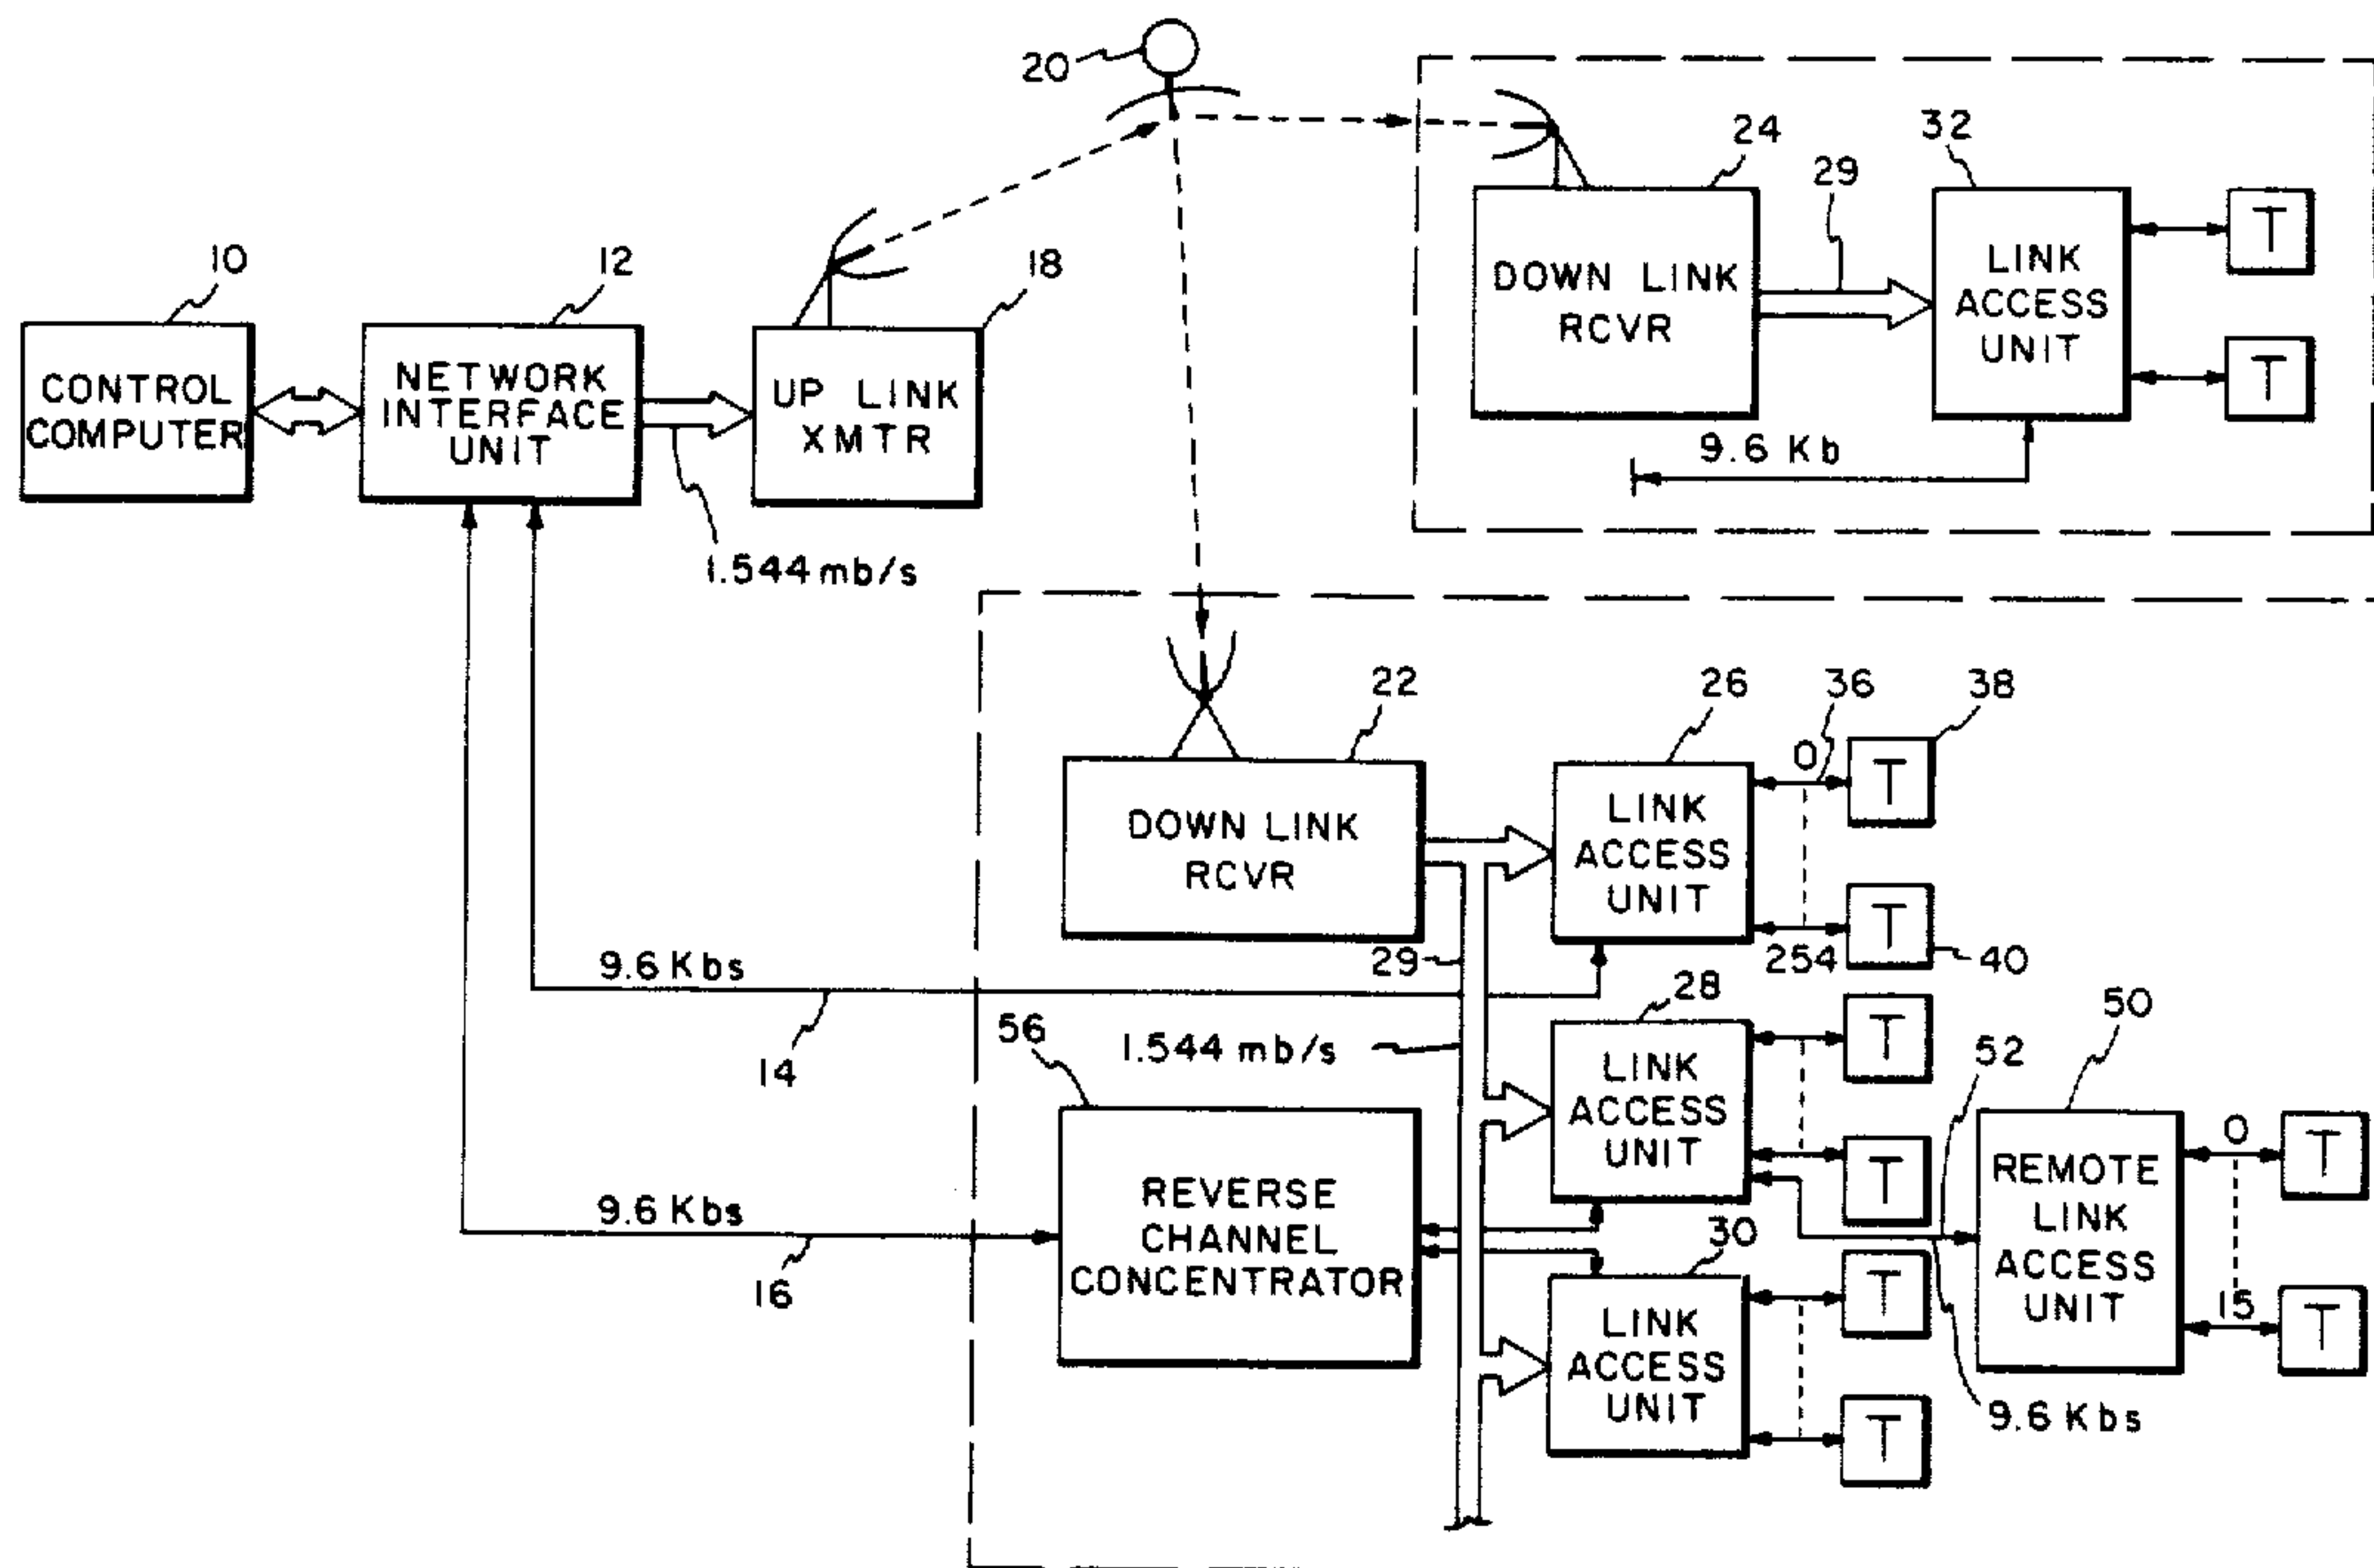 20
24
32
29
10
12
18
T
LINK
ACCESS
UNIT
DOWN LINK
RCVR
CONTROL
COMPUTER
NETWORK
INTERFACE
UNIT
UP LINK
XMTR
T
9.6 Kb
1.544 mb/s
22
26
36
38
0
T
DOWN LINK
RCVR
LINK
ACCESS
UNIT
T
254
40
29
9.6 Kbs
14
28
50
56
1.544 mb/s
52
T
LINK
ACCESS
UNIT
T
0
T
REMOTE
LINK
ACCESS
UNIT
15
T
REVERSE
CHANNEL
CONCENTRATOR
9.6 Kbs
16
30
T
LINK
ACCESS
UNIT
T
9.6 Kbs